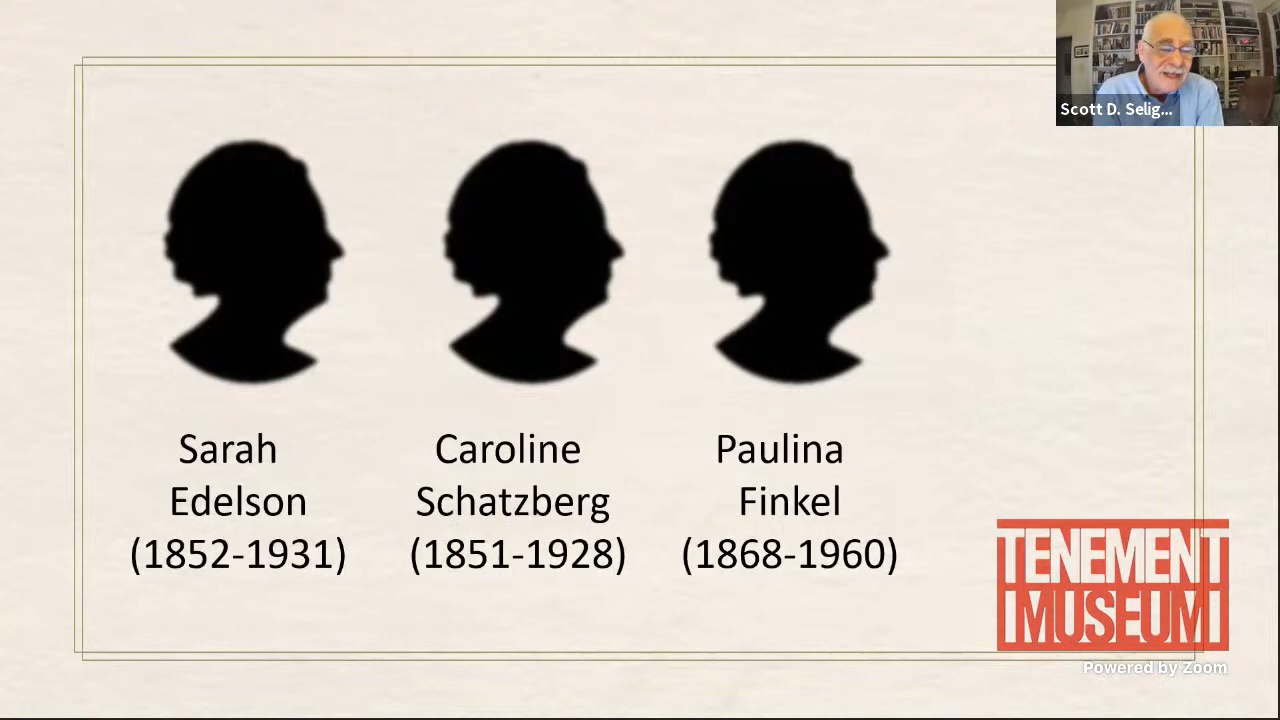 Scott D. Selig...
Sarah
Edelson
(1852-1931)
Caroline
Schatzberg
(1851-1928)
Paulina
Finkel
(1868-1960)
TENEMENT
MUSEUM
Powered by Zoom